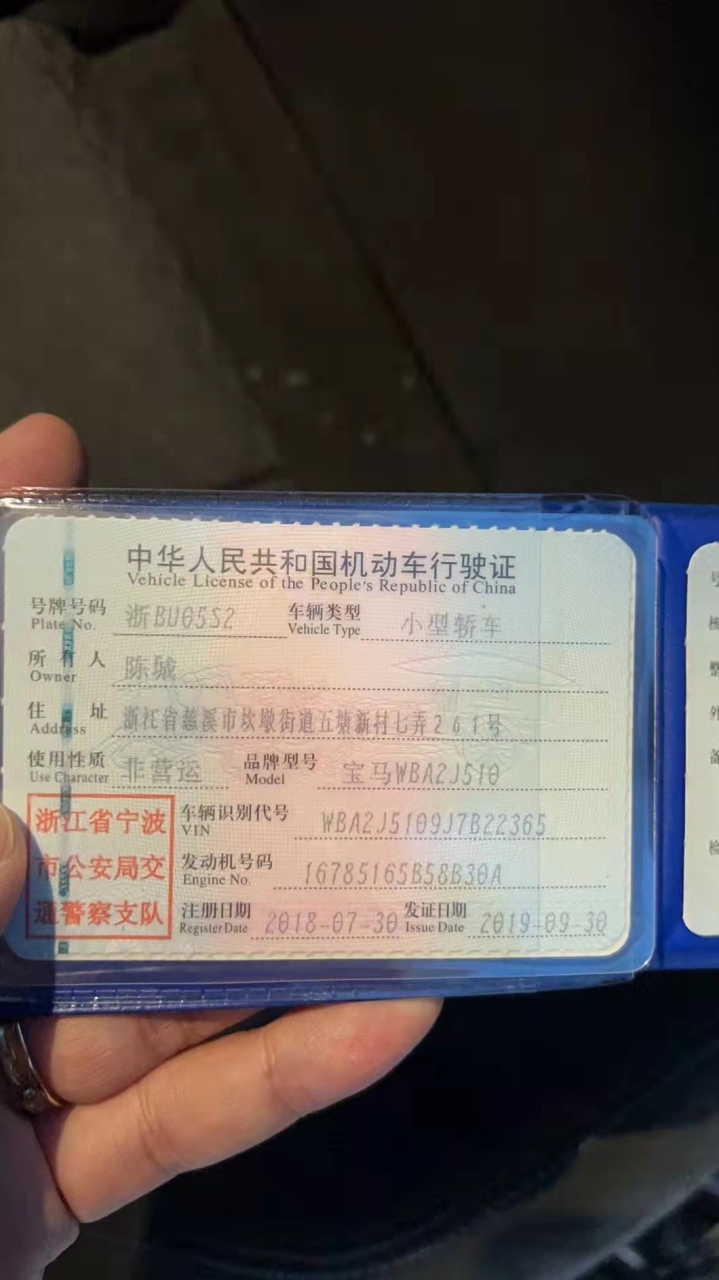 中华人民共和国机动车行驶证
Vehicle License of the People's Republic of China
号牌号码 浙BU05S2 车辆类型 小型轿车
Plate No. Vehicle Type
所有人 陈
Owner
住址 浙江省慈溪市坎墩街道五塘新村七弄261号
Address
使用性质 非营运 品牌型号 宝马WBA2J510
Use Character Model
浙江省宁波
市公安局交
通警察支队
车辆识别代号 WBA2J5109J7B22365
VIN
发动机号码 16785165B58B30A
Engine No.
注册日期 2018-07-30 发证日期 2019-09-30
Register Date Issue Date